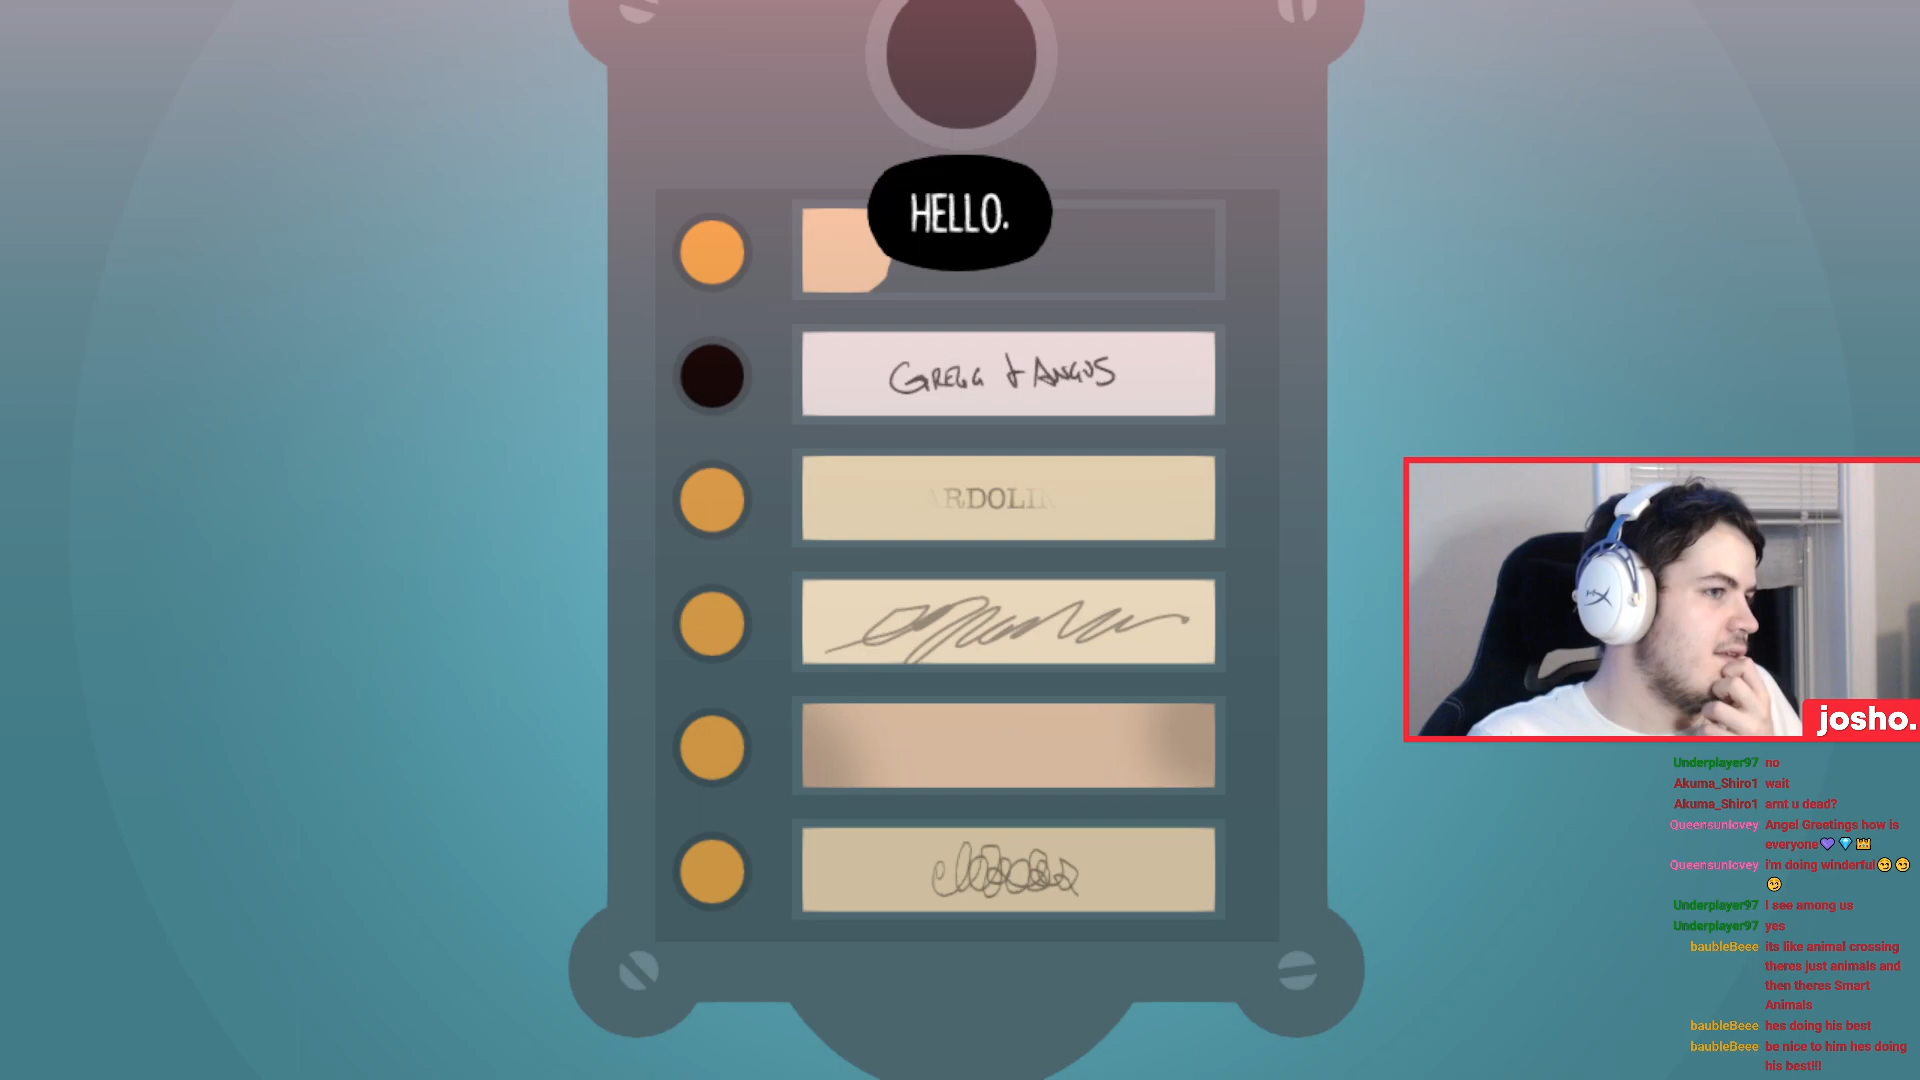 HELLO.
GREGG + ANGUS
ARDOLIN
josho.
Underplayer97 no
Akuma_Shiro1 wait
Akuma_Shiro1 arnt u dead?
Queensunlovey Angel Greetings how is
everyone💜💎👑
Queensunlovey i'm doing winderful😏😏
😏
Underplayer97 I see among us
Underplayer97 yes
baubleBeee its like animal crossing
theres just animals and
then theres Smart
Animals
baubleBeee hes doing his best
baubleBeee be nice to him hes doing
his best!!!